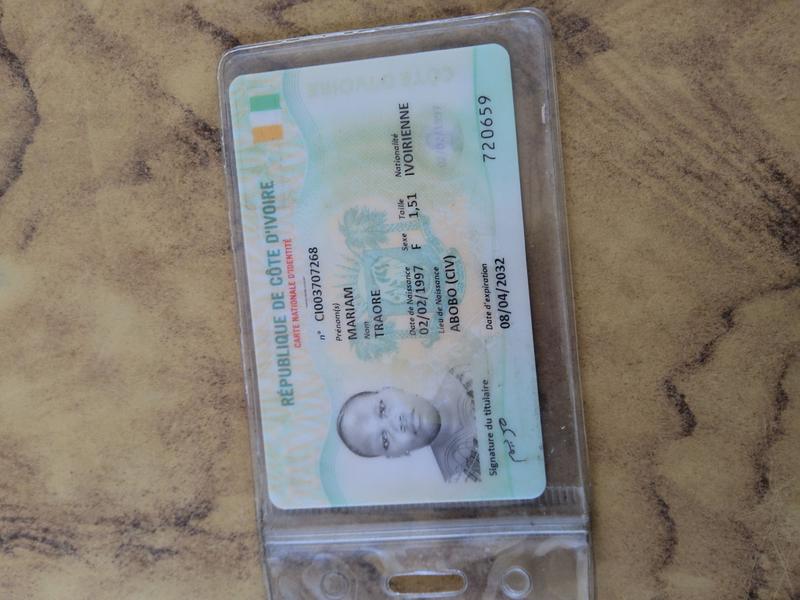 RÉPUBLIQUE DE CÔTE D'IVOIRE
CARTE NATIONALE D'IDENTITÉ
n° CI003707268
Prénom(s)
MARIAM
Nom
TRAORE
Date de Naissance Sexe Taille Nationalité
02/02/1997 F 1,51 IVOIRIENNE
Lieu de Naissance
ABOBO (CIV)
Date d'expiration
08/04/2032
720659
Signature du titulaire